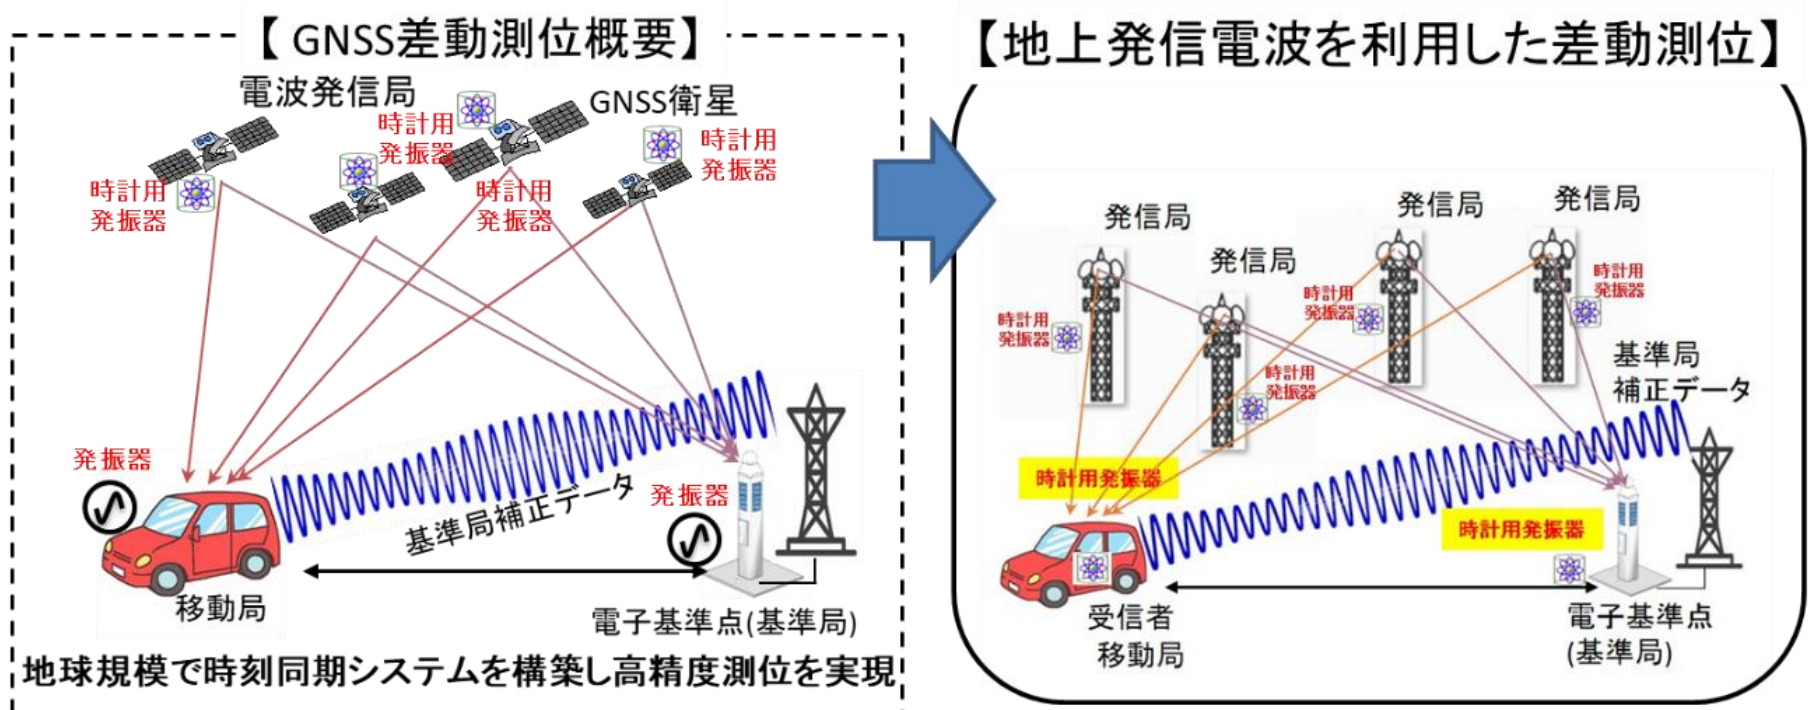 【GNSS差動測位概要】
電波発信局
GNSS衛星
時計用
発振器
時計用
発振器
時計用
発振器
時計用
発振器
発振器
発振器
基準局補正データ
移動局
電子基準点(基準局)
地球規模で時刻同期システムを構築し高精度測位を実現
【地上発信電波を利用した差動測位】
発信局
発信局
発信局
発信局
時計用
発振器
時計用
発振器
時計用
発振器
時計用
発振器
基準局
補正データ
時計用発振器
時計用発振器
受信者
移動局
電子基準点
(基準局)